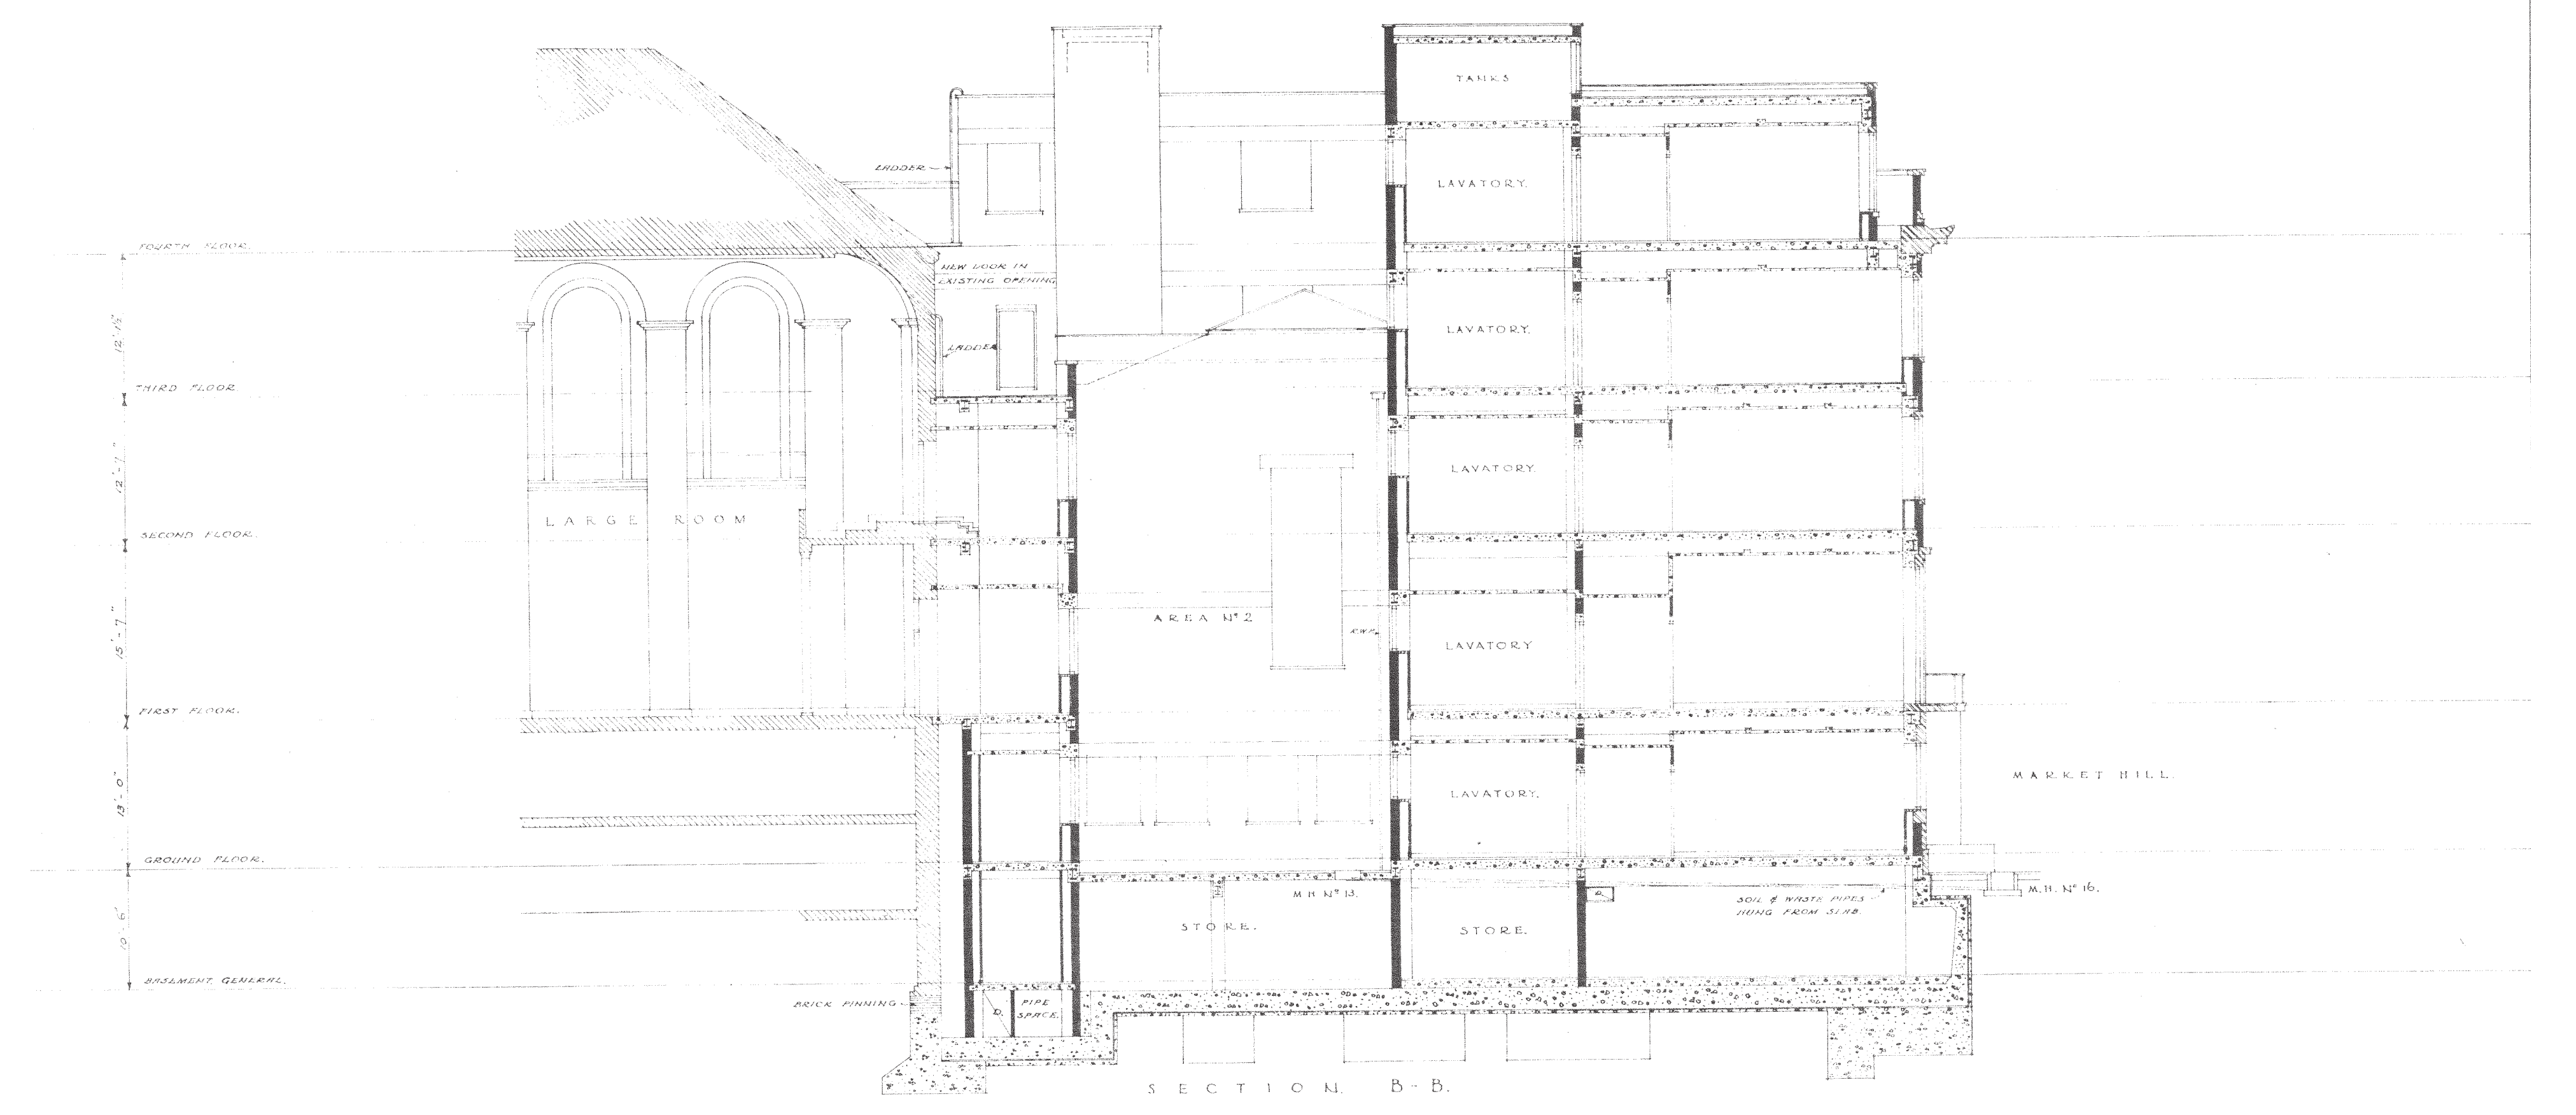 TANKS
LADDER
LAVATORY.
FOURTH FLOOR.
NEW DOOR IN
EXISTING OPENING
12'-1½"
LADDER
LAVATORY.
THIRD FLOOR
12'-7"
LAVATORY.
LARGE ROOM
SECOND FLOOR.
15'-7"
AREA Nº 2
R.W.P.
LAVATORY
FIRST FLOOR.
13'-0"
MARKET HILL.
LAVATORY.
GROUND FLOOR.
M.H. Nº 13.
D.
M.H. Nº 16.
SOIL & WASTE PIPES
HUNG FROM SLAB.
10'-6"
STORE.
STORE.
BASEMENT GENERAL.
BRICK PINNING
D.
PIPE
SPACE.
SECTION B-B.